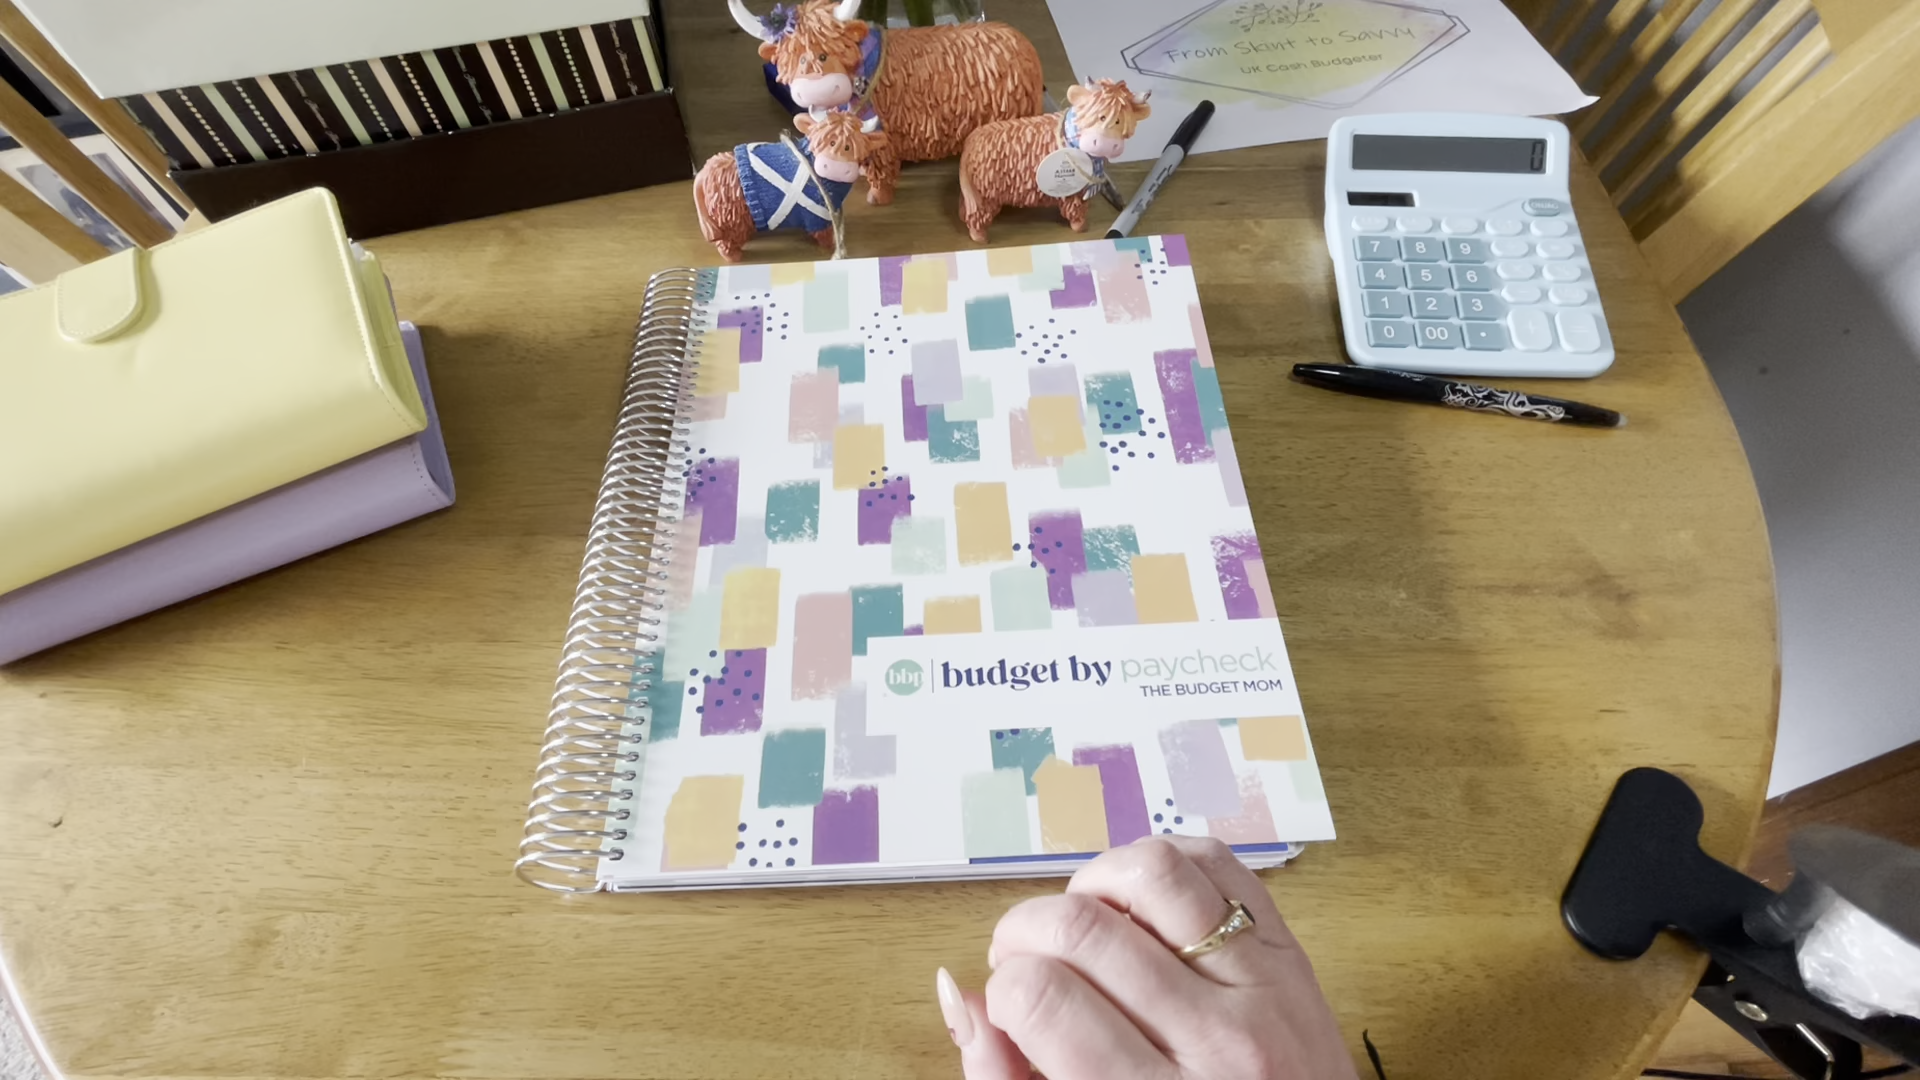 From Skint to Savvy
UK Cash Budgeter
0
7 8 9
4 5 6
1 2 3
0 00 .
bbp budget by paycheck
THE BUDGET MOM